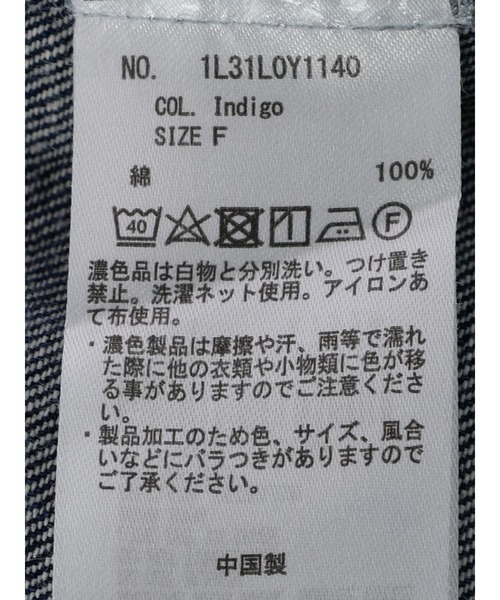 NO. 1L31L0Y1140
COL. Indigo
SIZE F
綿 100%
40 F
濃色品は白物と分別洗い。つけ置き
禁止。洗濯ネット使用。アイロンあ
て布使用。
・濃色製品は摩擦や汗、雨等で濡れ
た際に他の衣類や小物類に色が移
る事がありますのでご注意くださ
い。
・製品加工のため色、サイズ、風合
いなどにバラつきがありますので
ご了承ください。
中国製